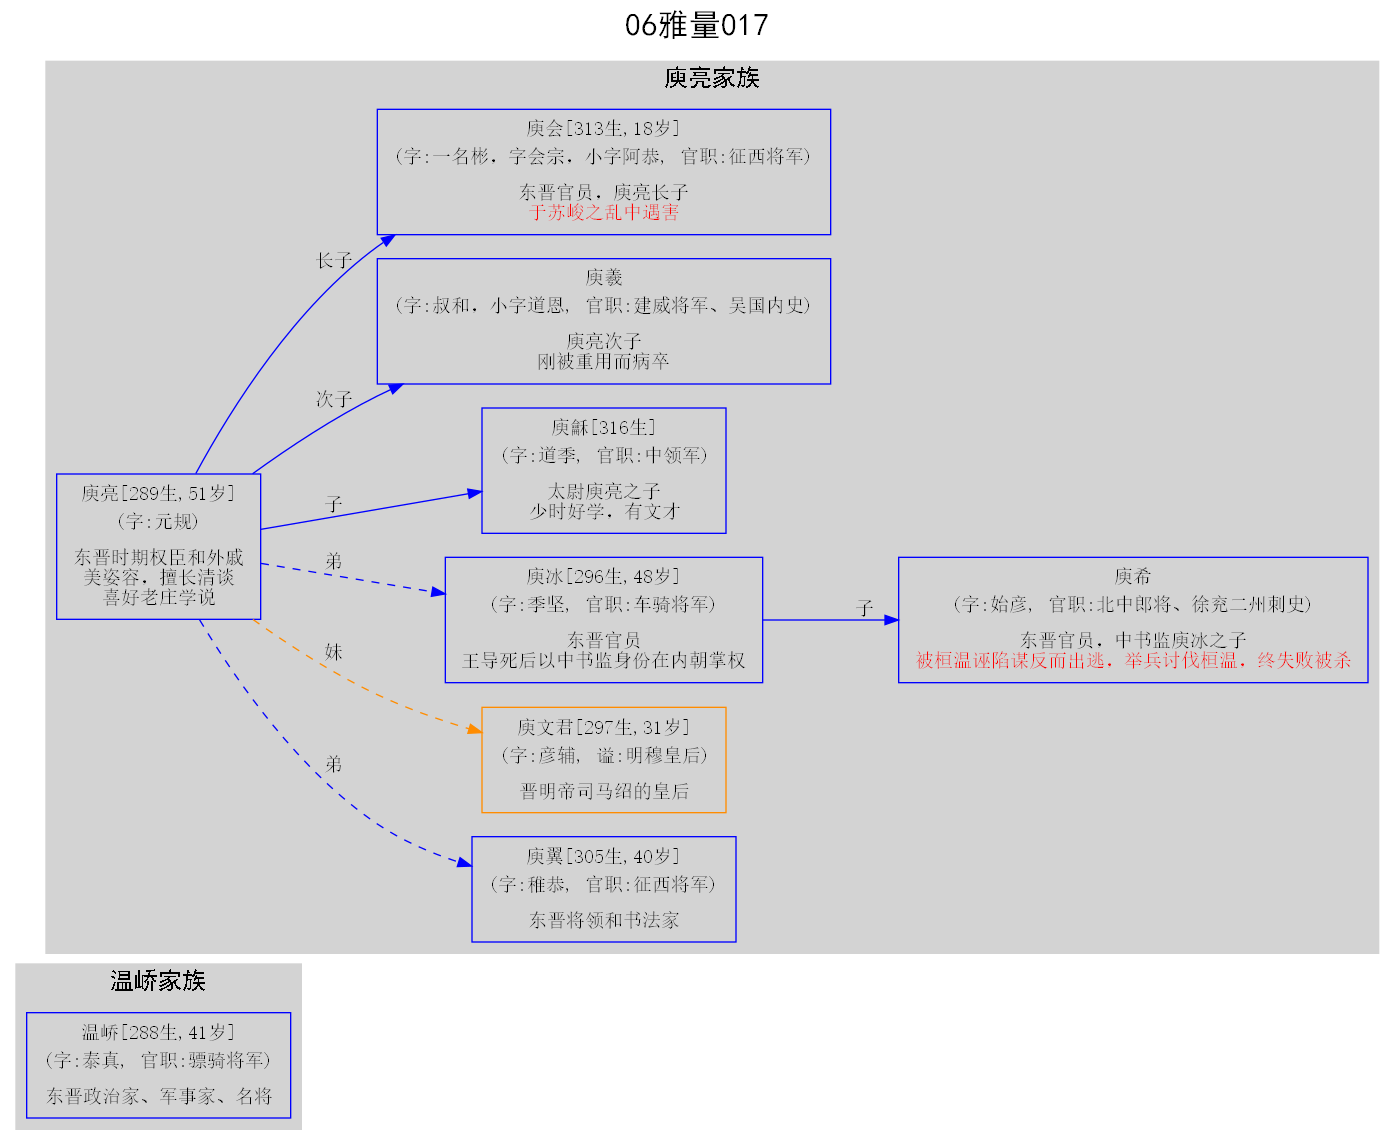 06雅量017
庾亮家族
庾会[313生,18岁]
(字:一名彬，字会宗，小字阿恭, 官职:征西将军)
东晋官员，庾亮长子
于苏峻之乱中遇害
长子
庾羲
(字:叔和，小字道恩, 官职:建威将军、吴国内史)
庾亮次子
刚被重用而病卒
次子
庾龢[316生]
(字:道季, 官职:中领军)
太尉庾亮之子
少时好学，有文才
子
庾亮[289生,51岁]
(字:元规)
东晋时期权臣和外戚
美姿容，擅长清谈
喜好老庄学说
弟
庾冰[296生,48岁]
(字:季坚, 官职:车骑将军)
东晋官员
王导死后以中书监身份在内朝掌权
子
庾希
(字:始彦, 官职:北中郎将、徐兖二州刺史)
东晋官员，中书监庾冰之子
被桓温诬陷谋反而出逃，举兵讨伐桓温，终失败被杀
妹
庾文君[297生,31岁]
(字:彦辅, 谥:明穆皇后)
晋明帝司马绍的皇后
弟
庾翼[305生,40岁]
(字:稚恭, 官职:征西将军)
东晋将领和书法家
温峤家族
温峤[288生,41岁]
(字:泰真, 官职:骠骑将军)
东晋政治家、军事家、名将